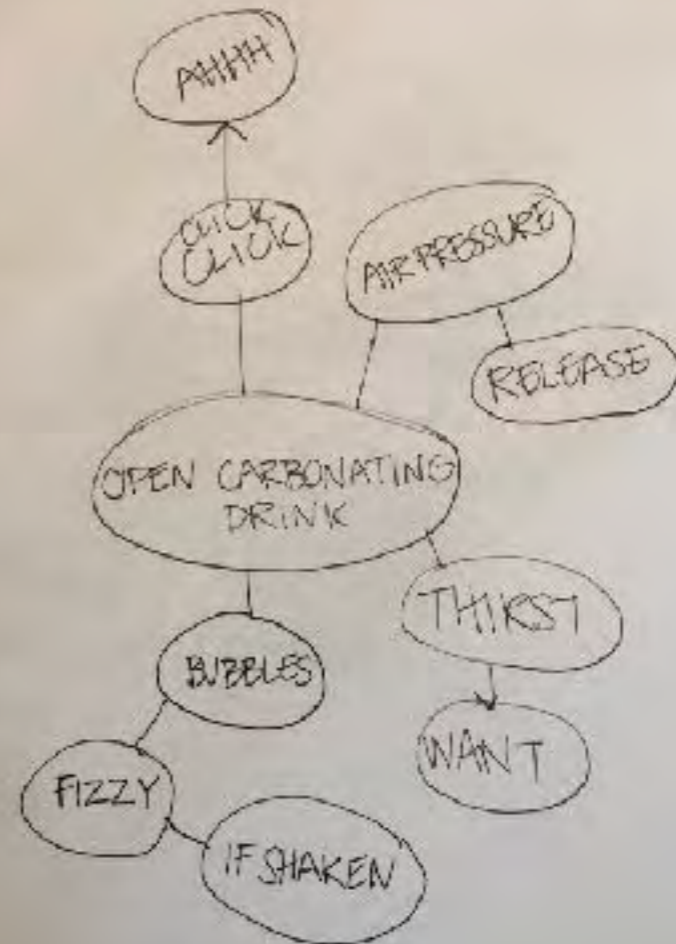 AHHH
CLICK
CLICK
AIR PRESSURE
RELEASE
OPEN CARBONATING
DRINK
THIRST
BUBBLES
WANT
FIZZY
IF SHAKEN